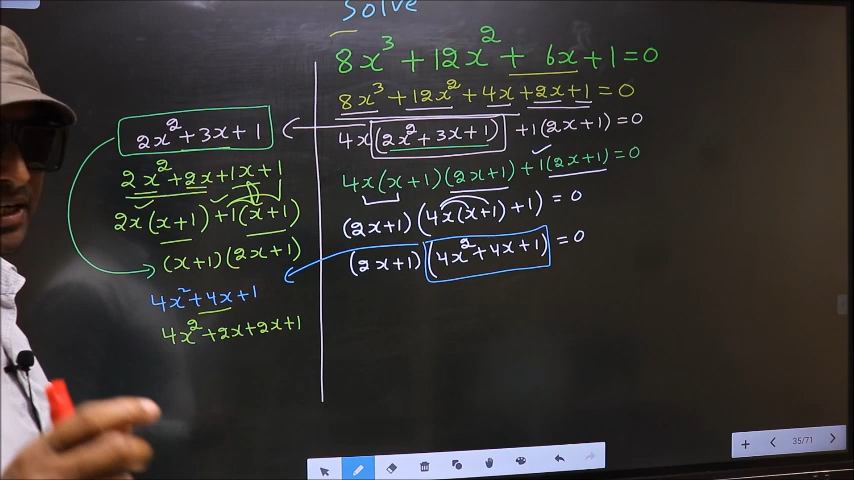 Solve
8x³ + 12x² + 6x + 1 = 0
8x³ + 12x² + 4x + 2x + 1 = 0
4x(2x² + 3x + 1) + 1(2x + 1) = 0
4x(x + 1)(2x + 1) + 1(2x + 1) = 0
(2x + 1)(4x(x + 1) + 1) = 0
(2x + 1)(4x² + 4x + 1) = 0
2x² + 3x + 1
2x² + 2x + 1x + 1
2x(x + 1) + 1(x + 1)
(x + 1)(2x + 1)
4x² + 4x + 1
4x² + 2x + 2x + 1
35/71